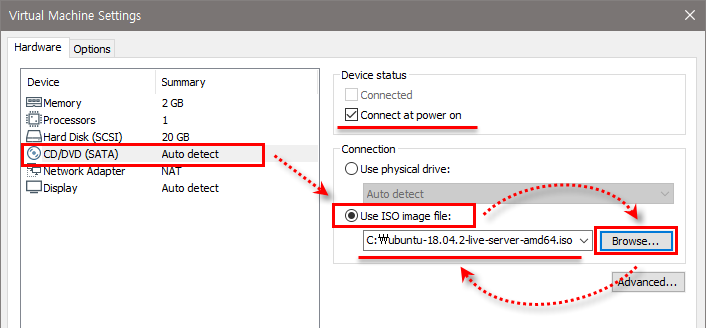 Virtual Machine Settings
Hardware
Options
Device Summary
Memory 2 GB
Processors 1
Hard Disk (SCSI) 20 GB
CD/DVD (SATA) Auto detect
Network Adapter NAT
Display Auto detect
Device status
Connected
Connect at power on
Connection
Use physical drive:
Auto detect
Use ISO image file:
C:₩ubuntu-18.04.2-live-server-amd64.iso
Browse...
Advanced...